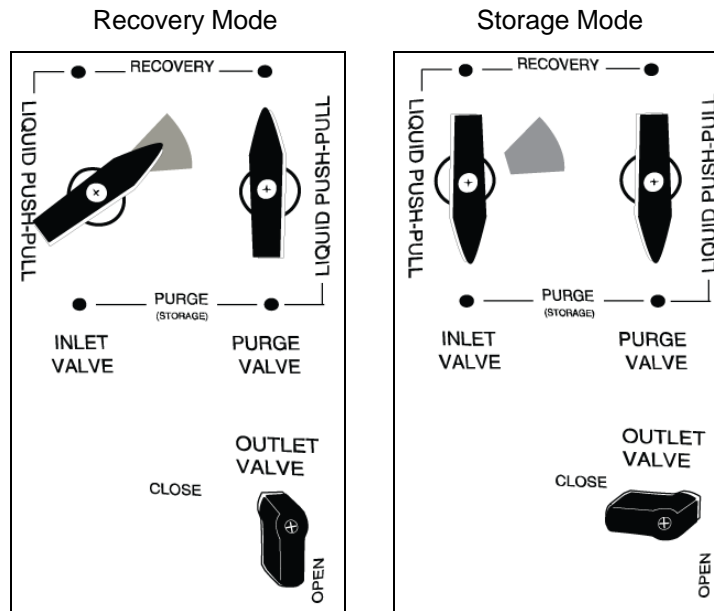 Recovery Mode
RECOVERY
LIQUID PUSH-PULL
LIQUID PUSH-PULL
PURGE
(STORAGE)
INLET
VALVE
PURGE
VALVE
OUTLET
VALVE
CLOSE
OPEN
Storage Mode
RECOVERY
LIQUID PUSH-PULL
LIQUID PUSH-PULL
PURGE
(STORAGE)
INLET
VALVE
PURGE
VALVE
OUTLET
VALVE
CLOSE
OPEN